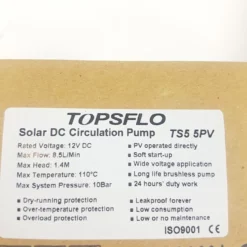 TOPSFLO
Solar DC Circulation Pump TS5 5PV
Rated Voltage: 12V DC
Max Flow: 8.5L/Min
Max Head: 1.4M
Max Temperature: 110°C
Max System Pressure: 10Bar
• PV operated directly
• Soft start-up
• Wide voltage application
• Long life brushless pump
• 24 hours' duty work
• Dry-running protection
• Over-temperature protection
• Overload protection
• Leakproof forever
• Low consumption
• Low or no maintenance
ISO9001